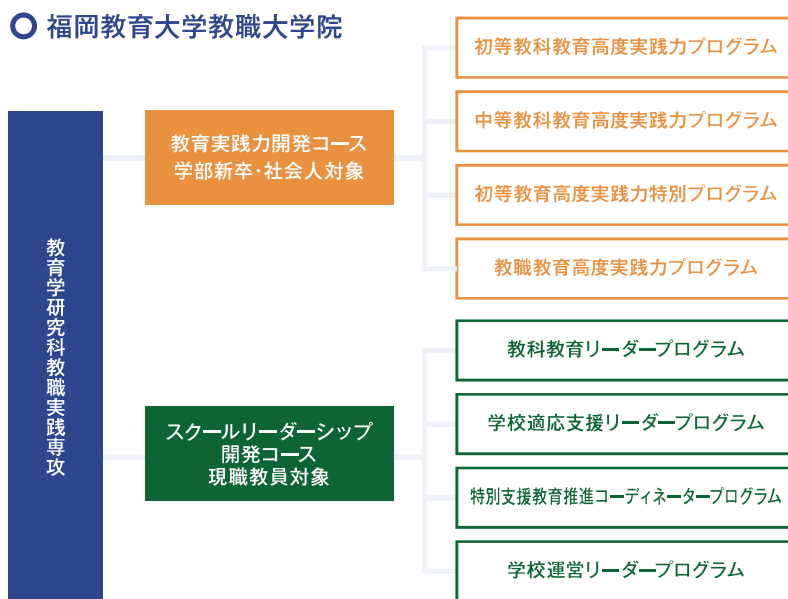 福岡教育大学教職大学院
教育学研究科教職実践専攻
教育実践力開発コース
学部新卒・社会人対象
初等教科教育高度実践力プログラム
中等教科教育高度実践力プログラム
初等教育高度実践力特別プログラム
教職教育高度実践力プログラム
スクールリーダーシップ
開発コース
現職教員対象
教科教育リーダープログラム
学校適応支援リーダープログラム
特別支援教育推進コーディネータープログラム
学校運営リーダープログラム